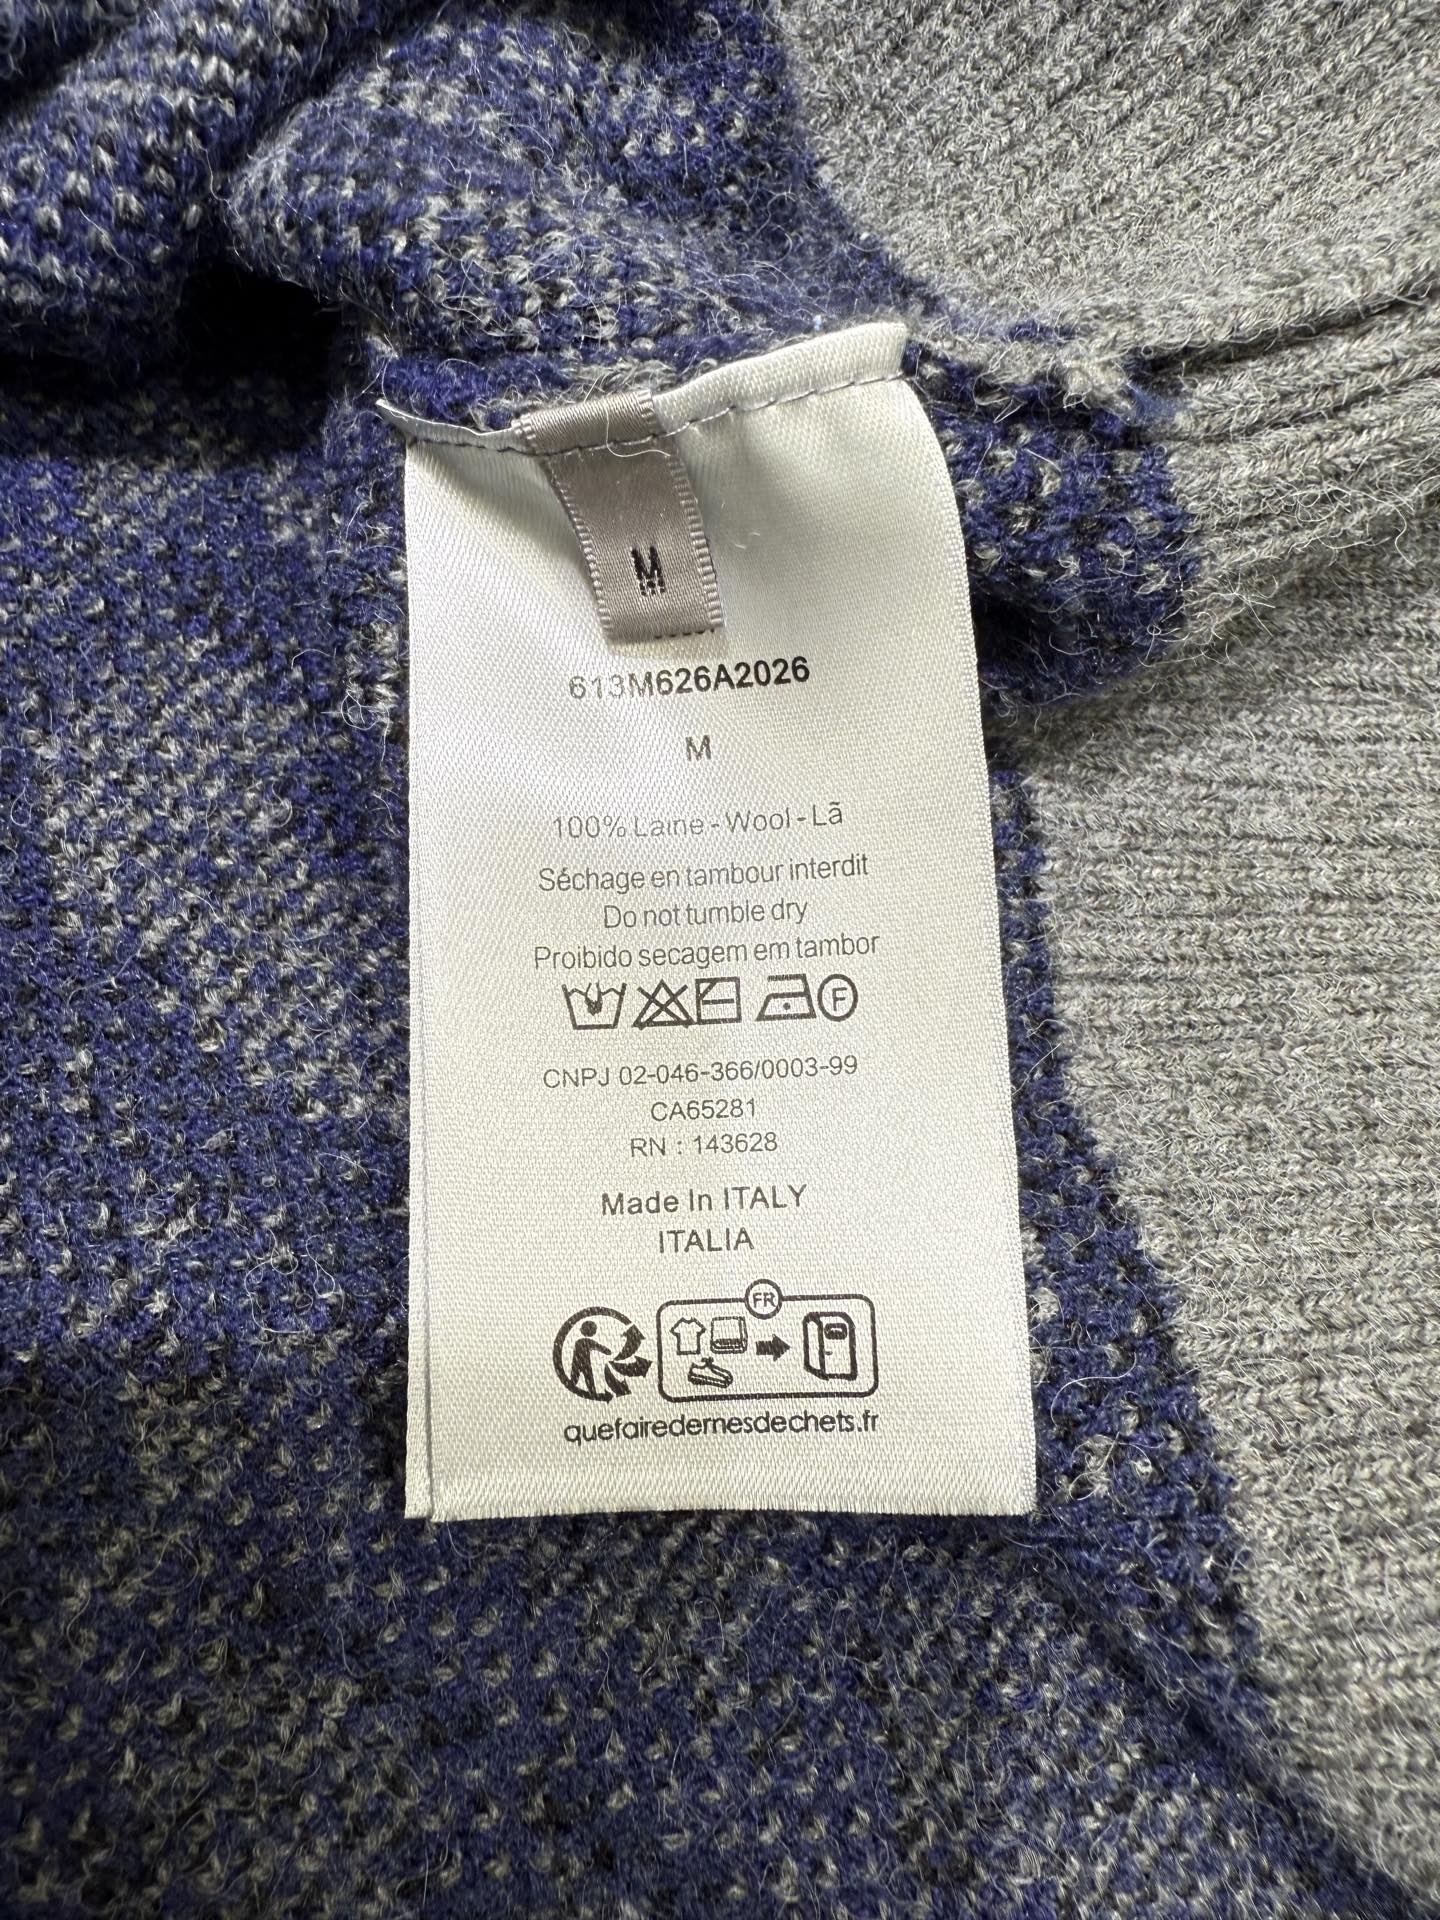 M
613M626A2026
M
100% Laine - Wool - Lã
Séchage en tambour interdit
Do not tumble dry
Proibido secagem em tambor
F
CNPJ 02-046-366/0003-99
CA65281
RN : 143628
Made In ITALY
ITALIA
FR
quefairedemesdechets.fr